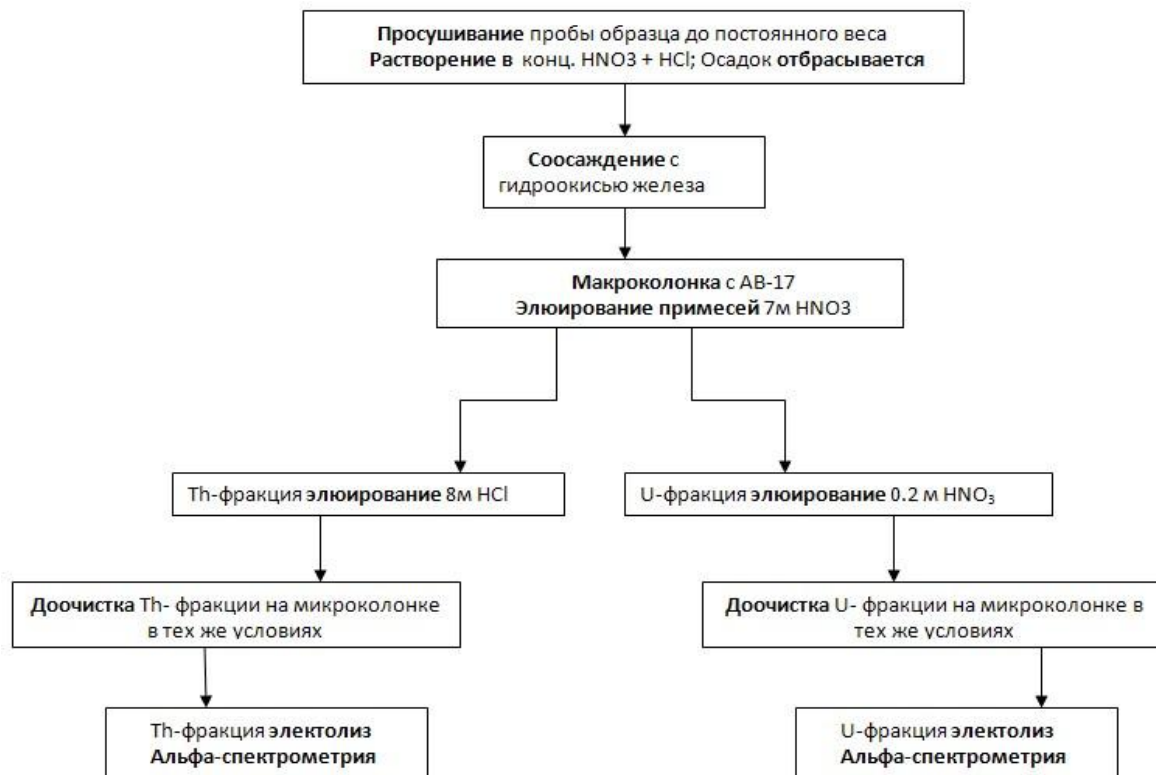 Просушивание пробы образца до постоянного веса
Растворение в конц. HNO3 + HCl; Осадок отбрасывается
Соосаждение с
гидроокисью железа
Макроколонка с АВ-17
Элюирование примесей 7м HNO3
Th-фракция элюирование 8м HCl
U-фракция элюирование 0.2 м HNO₃
Доочистка Th- фракции на микроколонке
в тех же условиях
Доочистка U- фракции на микроколонке в
тех же условиях
Th-фракция электолиз
Альфа-спектрометрия
U-фракция электолиз
Альфа-спектрометрия